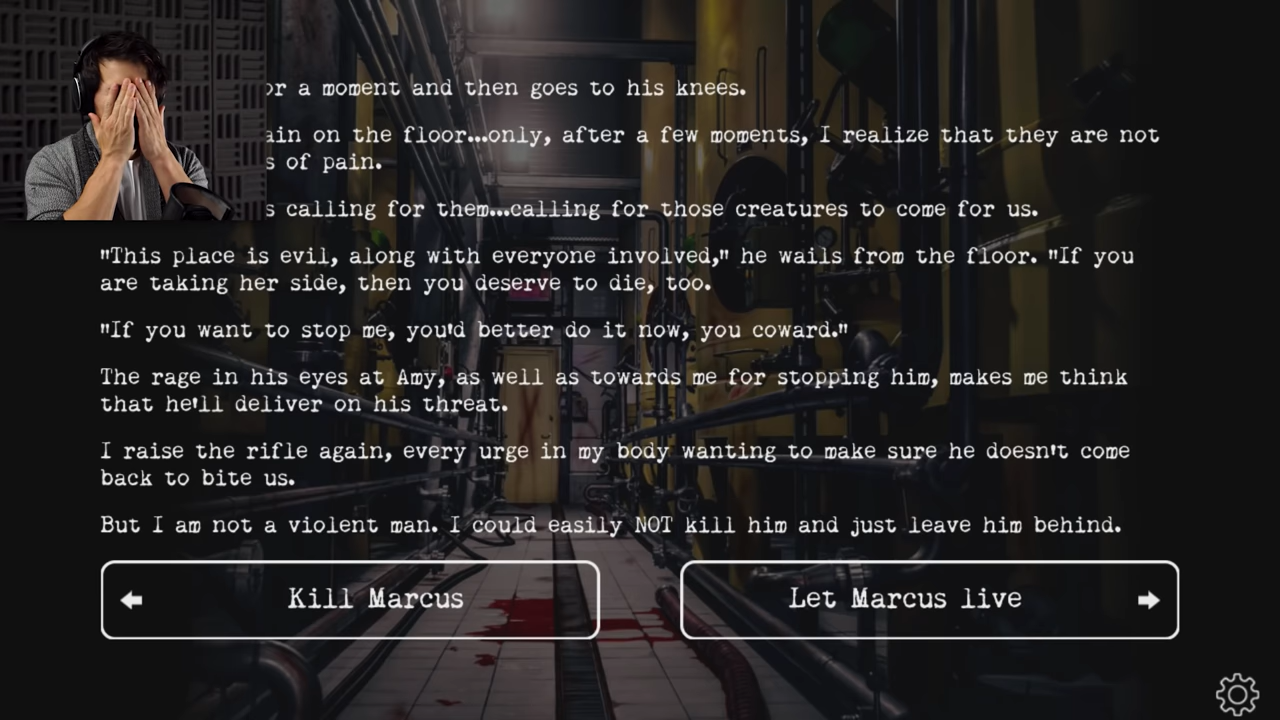 or a moment and then goes to his knees.
ain on the floor...only, after a few moments, I realize that they are not
s of pain.
s calling for them...calling for those creatures to come for us.
"This place is evil, along with everyone involved," he wails from the floor. "If you
are taking her side, then you deserve to die, too.
"If you want to stop me, you'd better do it now, you coward."
The rage in his eyes at Amy, as well as towards me for stopping him, makes me think
that he'll deliver on his threat.
I raise the rifle again, every urge in my body wanting to make sure he doesn't come
back to bite us.
But I am not a violent man. I could easily NOT kill him and just leave him behind.
Kill Marcus
Let Marcus live